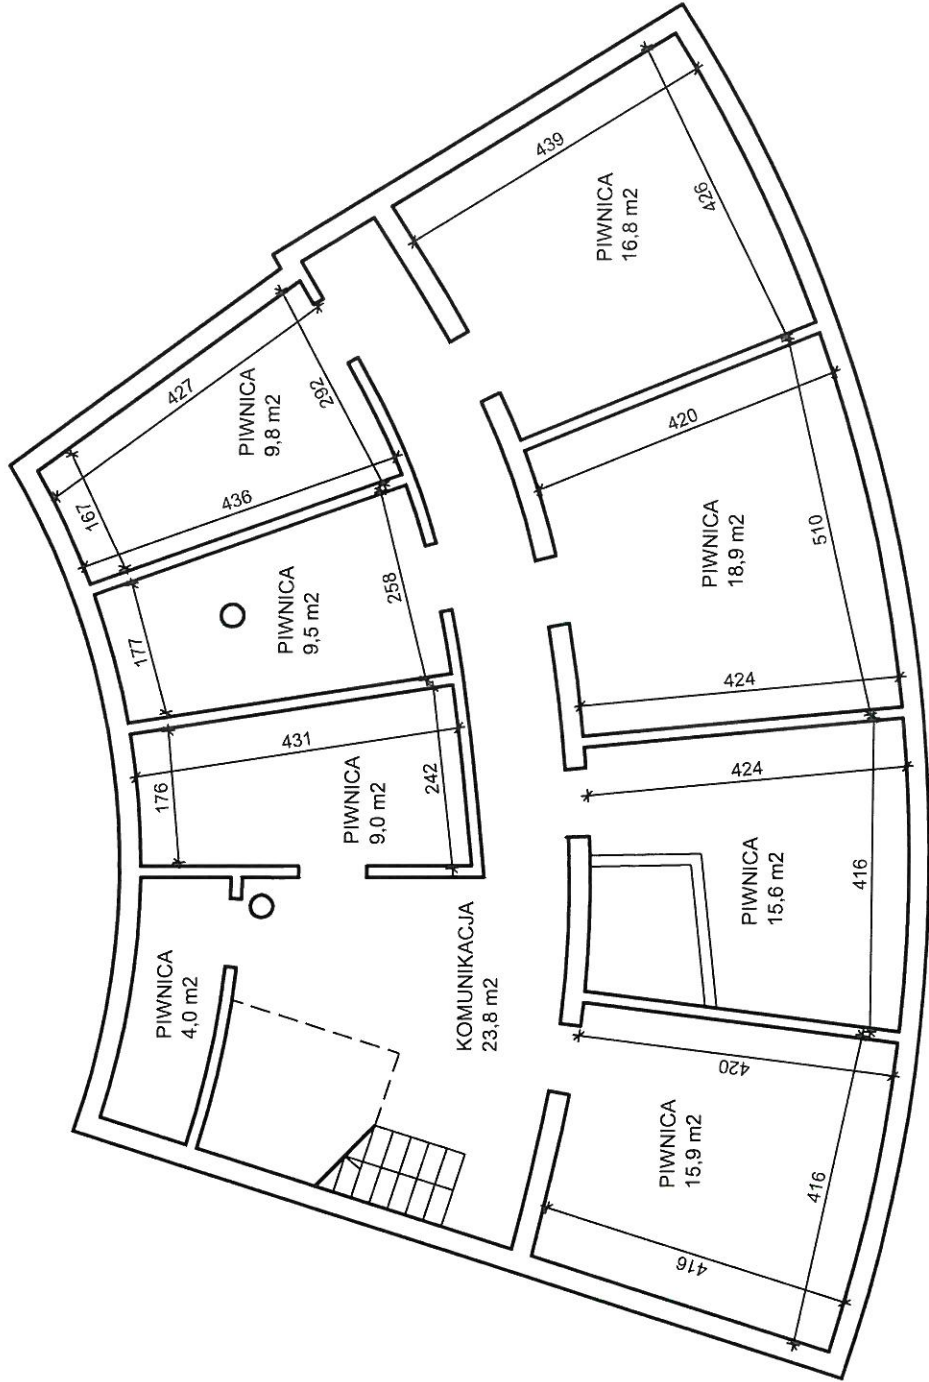 439
PIWNICA
16,8 m2
426
427
PIWNICA
9,8 m2
292
167
436
420
PIWNICA
9,5 m2
258
177
PIWNICA
18,9 m2
510
424
431
176
PIWNICA
9,0 m2
242
424
PIWNICA
15,6 m2
416
PIWNICA
4,0 m2
KOMUNIKACJA
23,8 m2
420
PIWNICA
15,9 m2
416
416